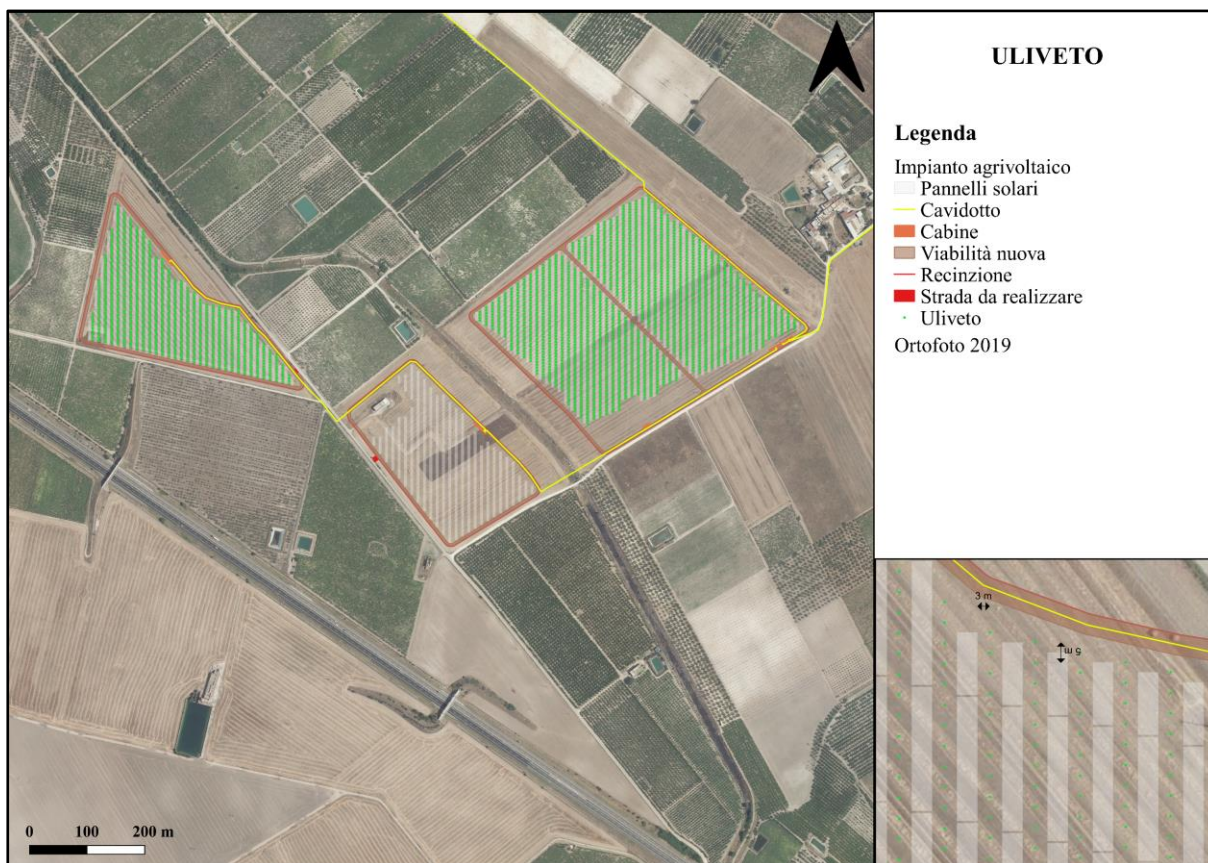 ULIVETO
Legenda
Impianto agrivoltaico
Pannelli solari
Cavidotto
Cabine
Viabilità nuova
Recinzione
Strada da realizzare
Uliveto
Ortofoto 2019
3 m
5 m
0 100 200 m